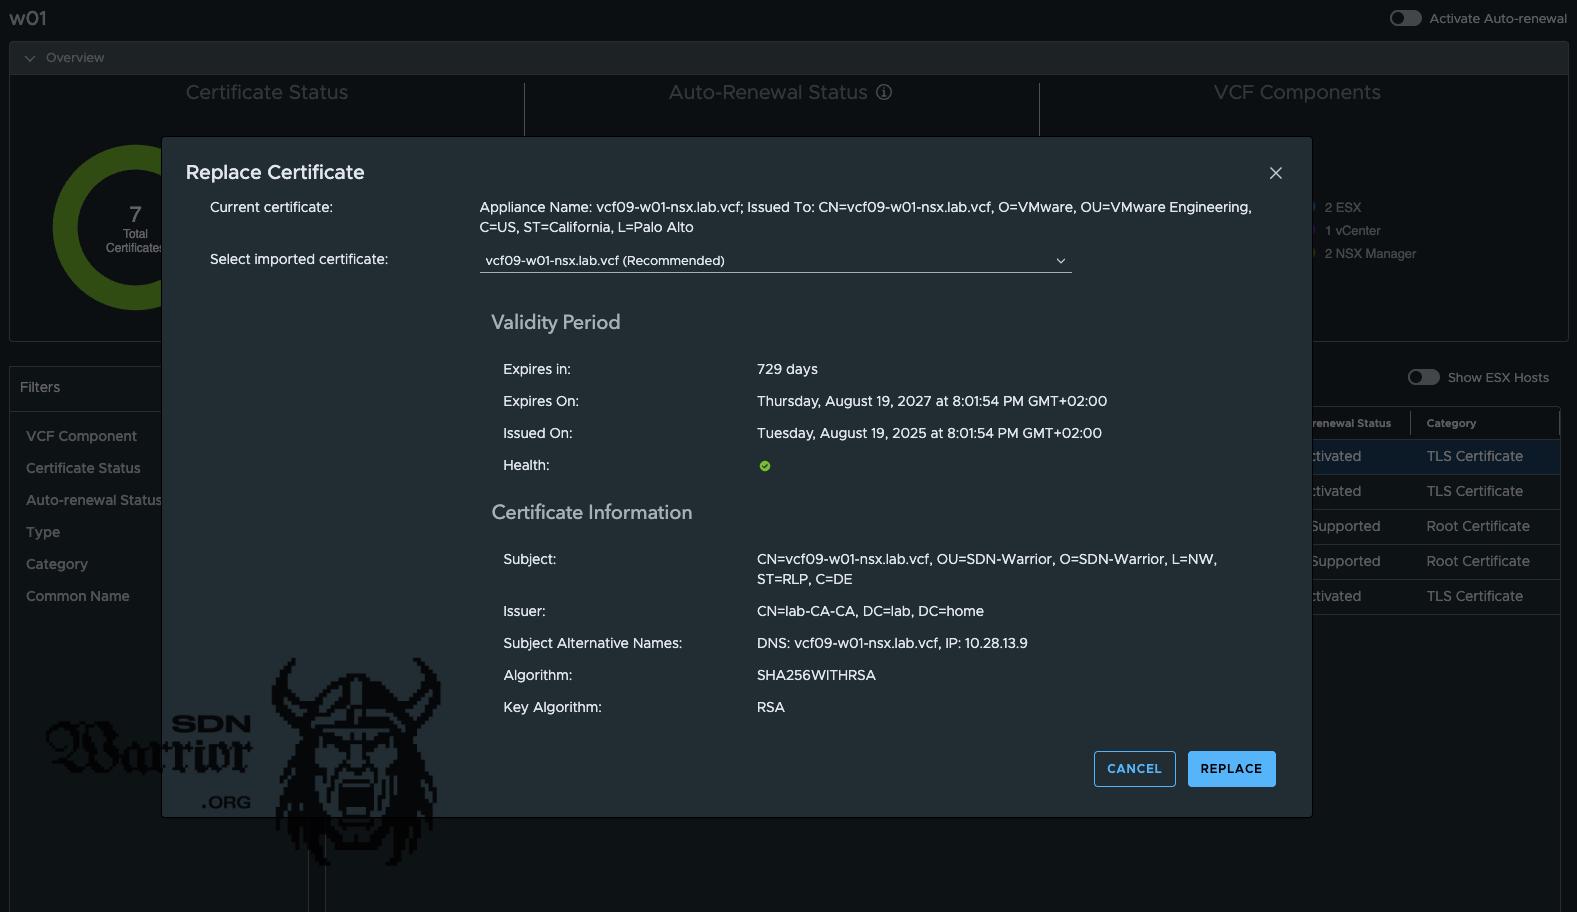 w01
Activate Auto-renewal
Overview
Certificate Status
Auto-Renewal Status
VCF Components
7
Total
Certificates
2 ESX
1 vCenter
2 NSX Manager
Replace Certificate
Current certificate:
Appliance Name: vcf09-w01-nsx.lab.vcf; Issued To: CN=vcf09-w01-nsx.lab.vcf, O=VMware, OU=VMware Engineering,
C=US, ST=California, L=Palo Alto
Select imported certificate:
vcf09-w01-nsx.lab.vcf (Recommended)
Validity Period
Expires in:
729 days
Expires On:
Thursday, August 19, 2027 at 8:01:54 PM GMT+02:00
Issued On:
Tuesday, August 19, 2025 at 8:01:54 PM GMT+02:00
Health:
Certificate Information
Subject:
CN=vcf09-w01-nsx.lab.vcf, OU=SDN-Warrior, O=SDN-Warrior, L=NW,
ST=RLP, C=DE
Issuer:
CN=lab-CA-CA, DC=lab, DC=home
Subject Alternative Names:
DNS: vcf09-w01-nsx.lab.vcf, IP: 10.28.13.9
Algorithm:
SHA256WITHRSA
Key Algorithm:
RSA
CANCEL
REPLACE
Filters
VCF Component
Certificate Status
Auto-renewal Status
Type
Category
Common Name
Show ESX Hosts
renewal Status
Category
ctivated
TLS Certificate
ctivated
TLS Certificate
Supported
Root Certificate
Supported
Root Certificate
ctivated
TLS Certificate
SDN
Warrior
.ORG